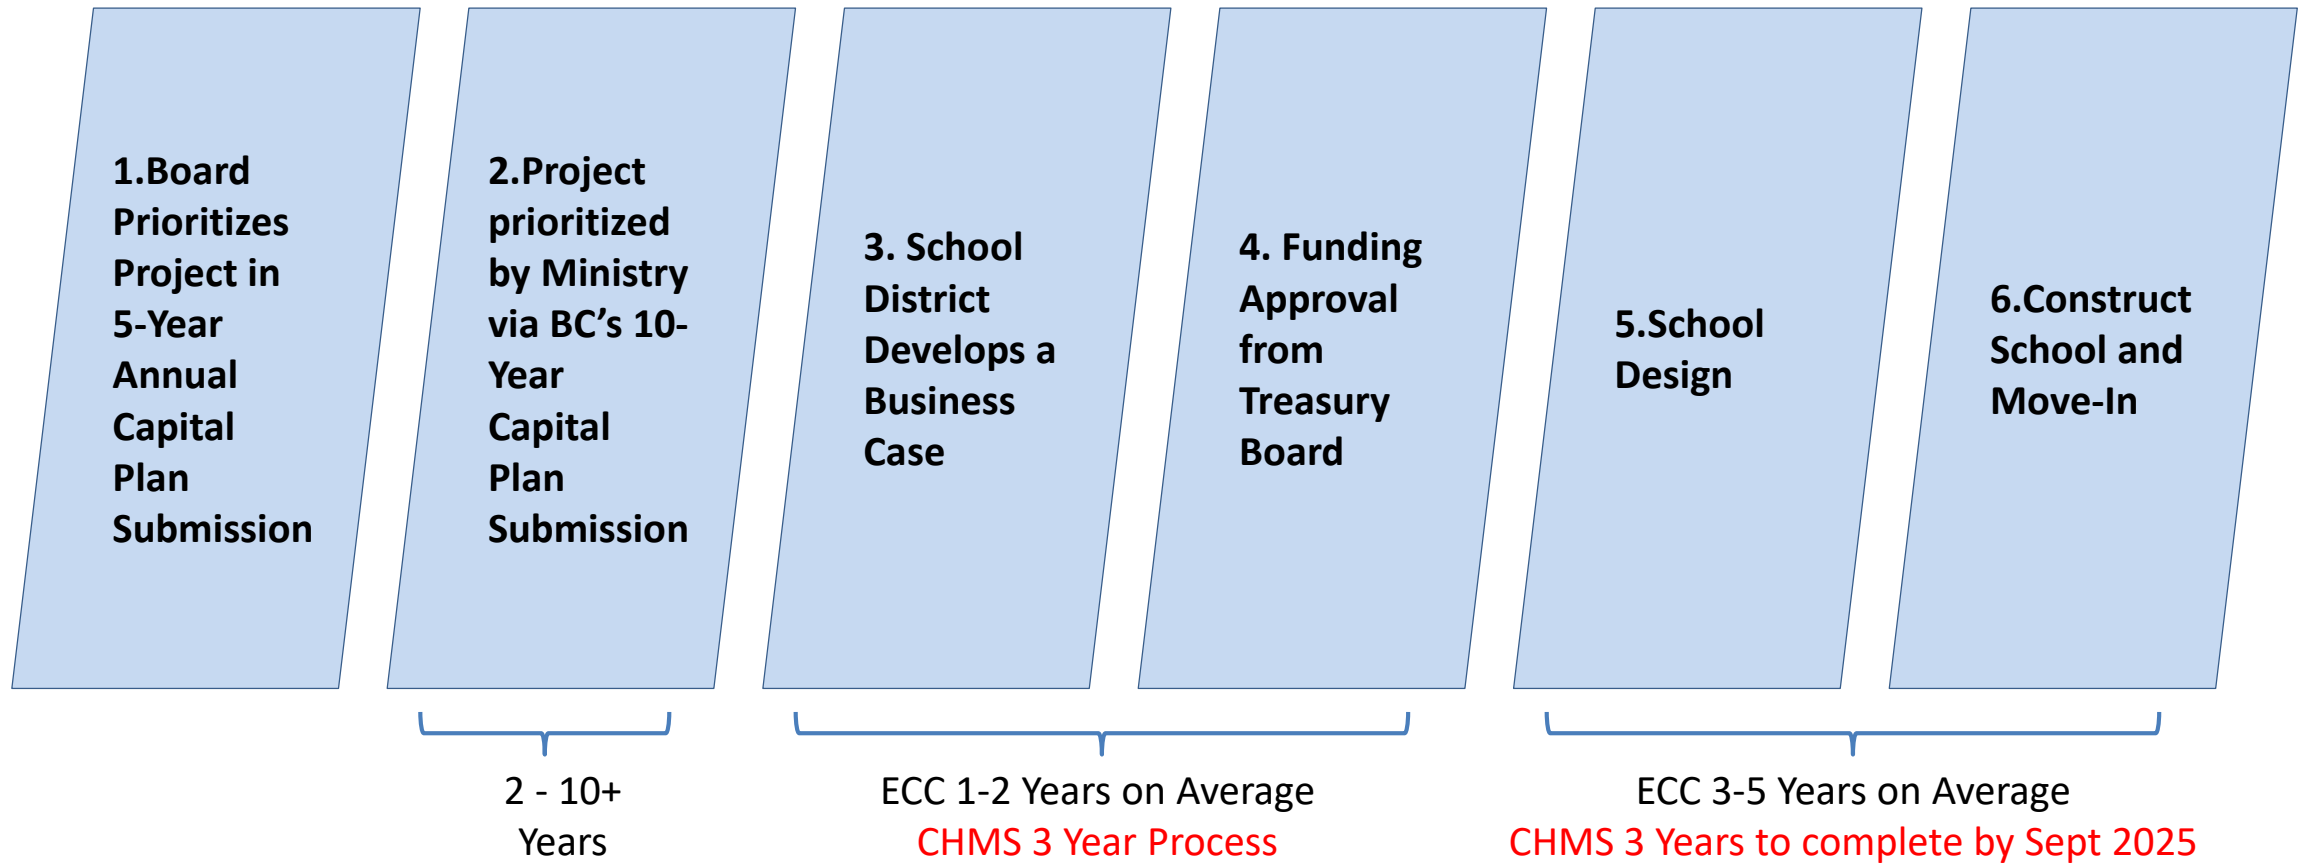 1.Board
Prioritizes
Project in
5-Year
Annual
Capital
Plan
Submission
2.Project
prioritized
by Ministry
via BC’s 10-
Year
Capital
Plan
Submission
3. School
District
Develops a
Business
Case
4. Funding
Approval
from
Treasury
Board
5.School
Design
6.Construct
School and
Move-In
2 - 10+
Years
ECC 1-2 Years on Average
CHMS 3 Year Process
ECC 3-5 Years on Average
CHMS 3 Years to complete by Sept 2025